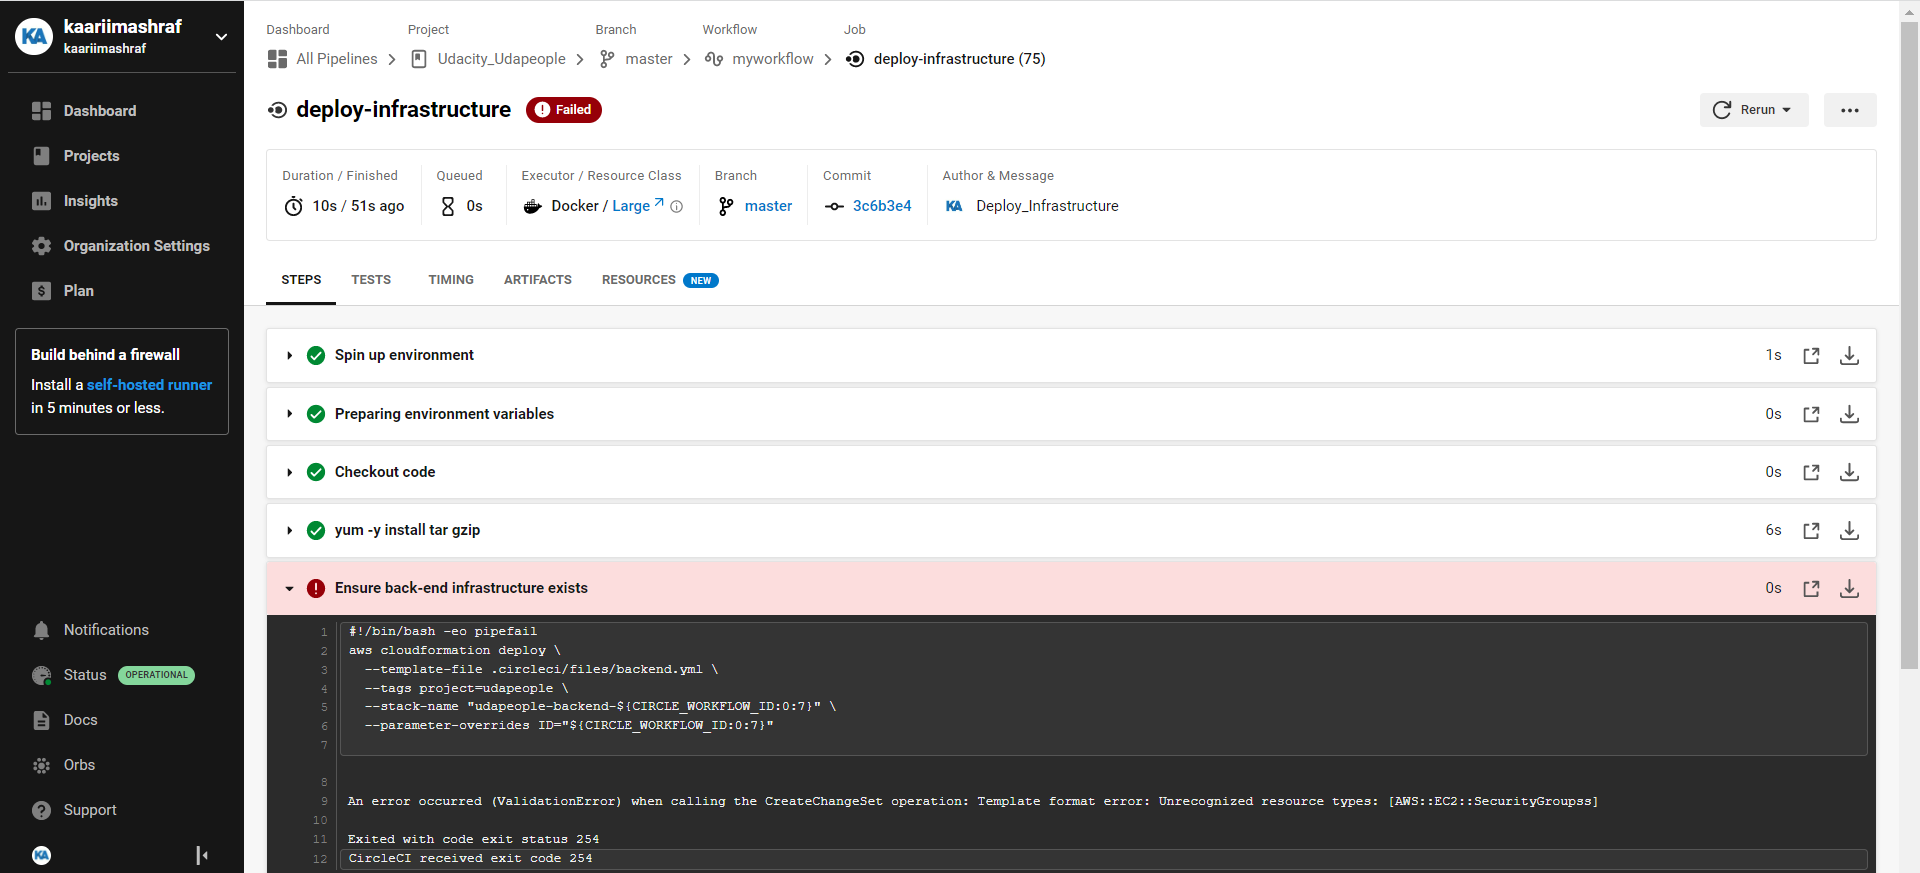 KA
kaariimashraf
kaariimashraf
Dashboard
Projects
Insights
Organization Settings
Plan
Build behind a firewall
Install a self-hosted runner
in 5 minutes or less.
Notifications
Status OPERATIONAL
Docs
Orbs
Support
KA
Dashboard Project Branch Workflow Job
All Pipelines Udacity_Udapeople master myworkflow deploy-infrastructure (75)
deploy-infrastructure Failed
Rerun
Duration / Finished Queued Executor / Resource Class Branch Commit Author & Message
10s / 51s ago 0s Docker / Large master 3c6b3e4 KA Deploy_Infrastructure
STEPS TESTS TIMING ARTIFACTS RESOURCES NEW
Spin up environment 1s
Preparing environment variables 0s
Checkout code 0s
yum -y install tar gzip 6s
Ensure back-end infrastructure exists 0s
1 #!/bin/bash -eo pipefail
2 aws cloudformation deploy \
3 --template-file .circleci/files/backend.yml \
4 --tags project=udapeople \
5 --stack-name "udapeople-backend-${CIRCLE_WORKFLOW_ID:0:7}" \
6 --parameter-overrides ID="${CIRCLE_WORKFLOW_ID:0:7}"
7
8
9 An error occurred (ValidationError) when calling the CreateChangeSet operation: Template format error: Unrecognized resource types: [AWS::EC2::SecurityGroupss]
10
11 Exited with code exit status 254
12 CircleCI received exit code 254